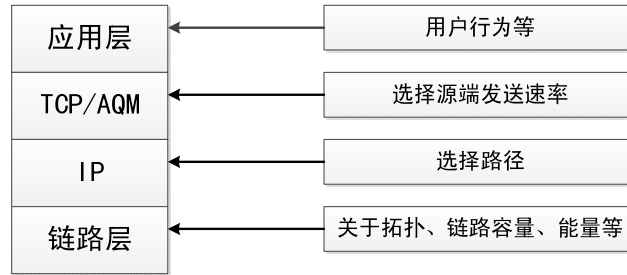 应用层
用户行为等
TCP/AQM
选择源端发送速率
IP
选择路径
链路层
关于拓扑、链路容量、能量等